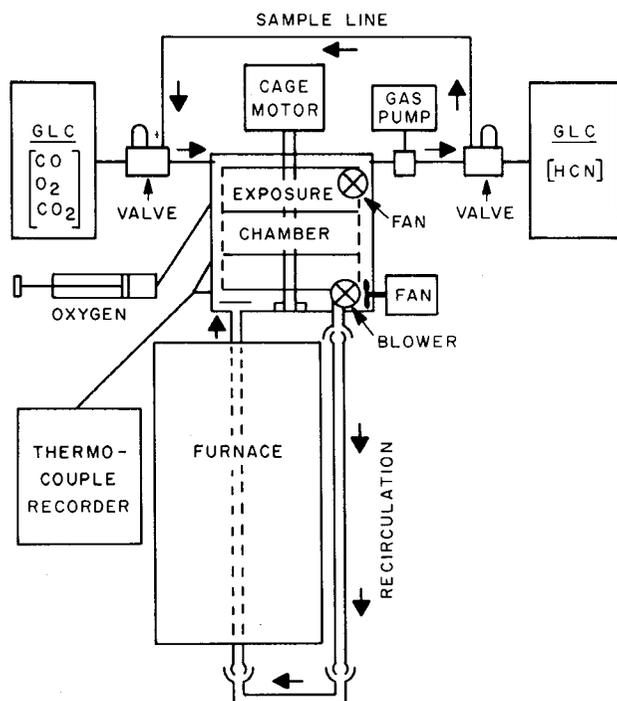 SAMPLE LINE
CAGE
MOTOR
GAS
PUMP
GLC
CO
O2
CO2
VALVE
GLC
[HCN]
VALVE
EXPOSURE
CHAMBER
FAN
OXYGEN
FAN
BLOWER
THERMO-
COUPLE
RECORDER
FURNACE
RECIRCULATION